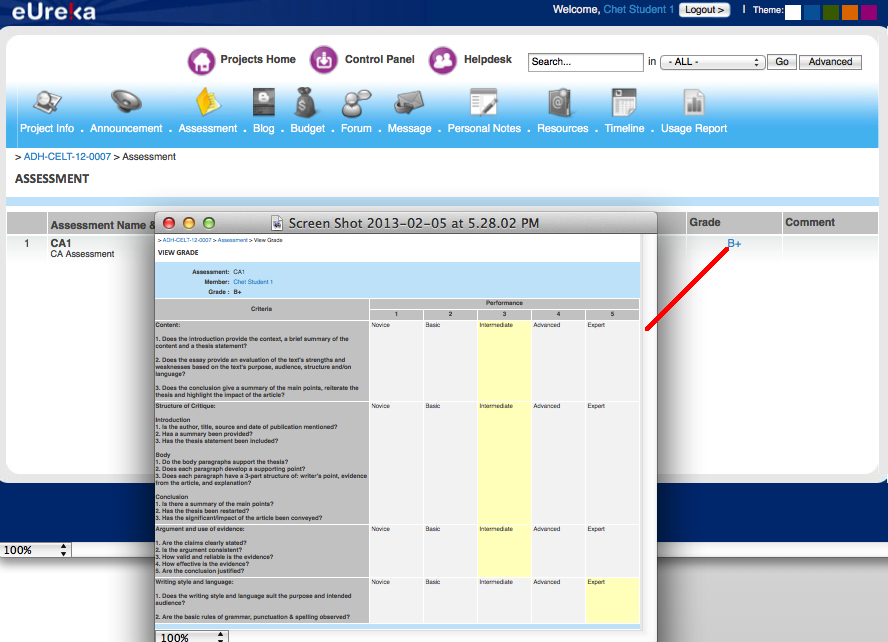 eUreka
Welcome, Chet Student 1 Logout > | Theme:
Projects Home Control Panel Helpdesk Search... in - ALL - Go Advanced
Project Info . Announcement . Assessment . Blog . Budget . Forum . Message . Personal Notes . Resources . Timeline . Usage Report
> ADH-CELT-12-0007 > Assessment
ASSESSMENT
Assessment Name & Grade Comment
1 CA1 B+
CA Assessment
Screen Shot 2013-02-05 at 5.28.02 PM
> ADH-CELT-12-0007 > Assessment > View Grade
VIEW GRADE
Assessment: CA1
Member: Chet Student 1
Grade : B+
Criteria Performance
1 2 3 4 5
Content: Novice Basic Intermediate Advanced Expert
1. Does the introduction provide the context, a brief summary of the
content and a thesis statement?
2. Does the essay provide an evaluation of the text's strengths and
weaknesses based on the text's purpose, audience, structure and/on
language?
3. Does the conclusion give a summary of the main points, reiterate the
thesis and highlight the impact of the article?
Structure of Critique: Novice Basic Intermediate Advanced Expert
Introduction
1. Is the author, title, source and date of publication mentioned?
2. Has a summary been provided?
3. Has the thesis statement been included?
Body
1. Do the body paragraphs support the thesis?
2. Does each paragraph develop a supporting point?
3. Does each paragraph have a 3-part structure of: writer's point, evidence
from the article, and explanation?
Conclusion
1. Is there a summary of the main points?
2. Has the thesis been restarted?
3. Has the significant/impact of the article been conveyed?
Argument and use of evidence: Novice Basic Intermediate Advanced Expert
1. Are the claims clearly stated?
2. Is the argument consistent?
3. How valid and reliable is the evidence?
4. How effective is the evidence?
5. Are the conclusion justified?
Writing style and language: Novice Basic Intermediate Advanced Expert
1. Does the writing style and language suit the purpose and intended
audience?
2. Are the basic rules of grammar, punctuation & spelling observed?
100%
100%